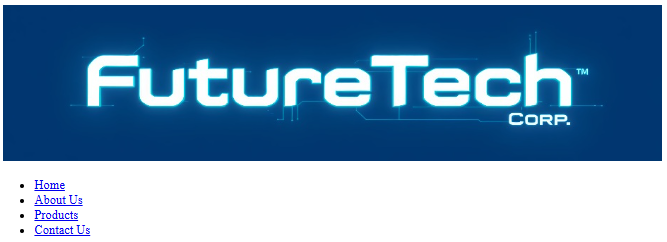 FutureTech™
Corp.
Home
About Us
Products
Contact Us